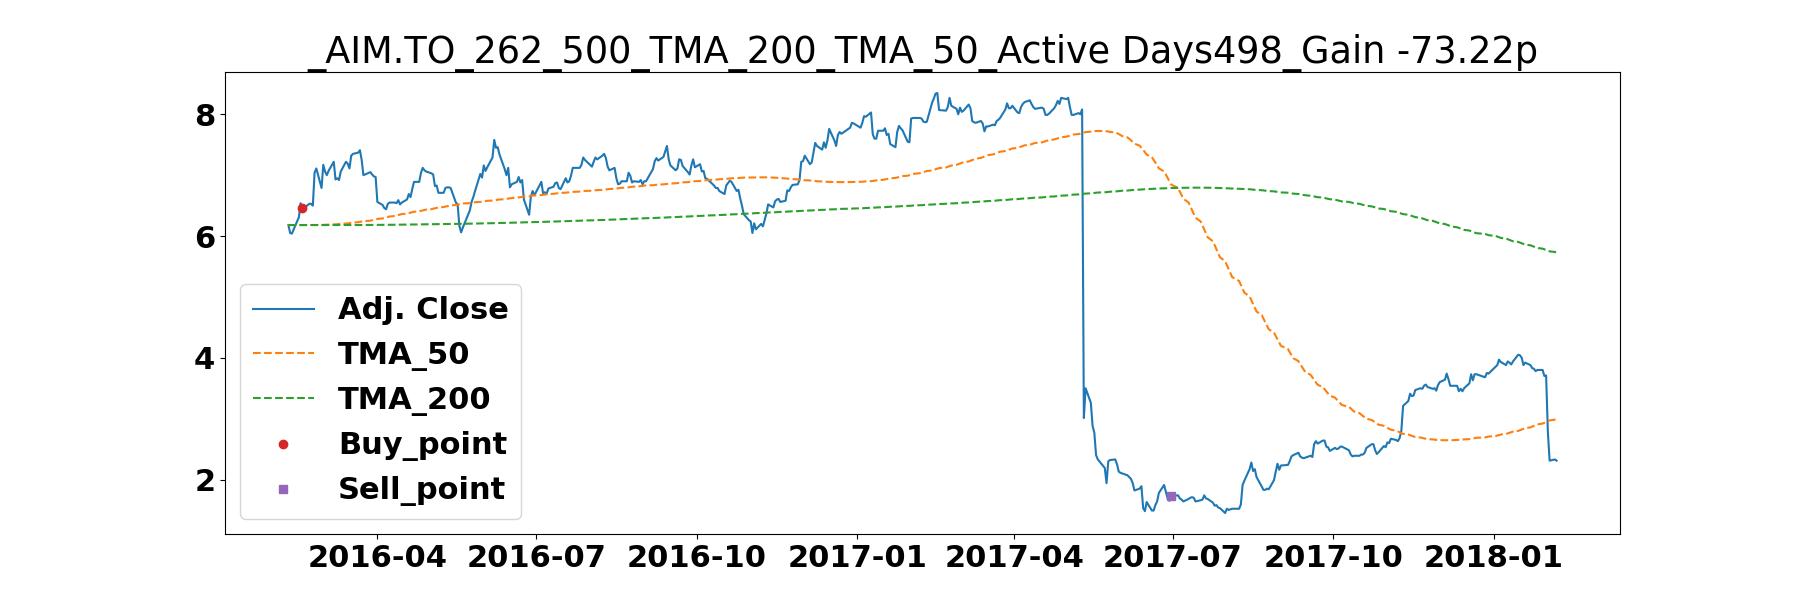 _AIM.TO_262_500_TMA_200_TMA_50_Active Days498_Gain -73.22p
8
6
4
2
Adj. Close
TMA_50
TMA_200
Buy_point
Sell_point
2016-04 2016-07 2016-10 2017-01 2017-04 2017-07 2017-10 2018-01